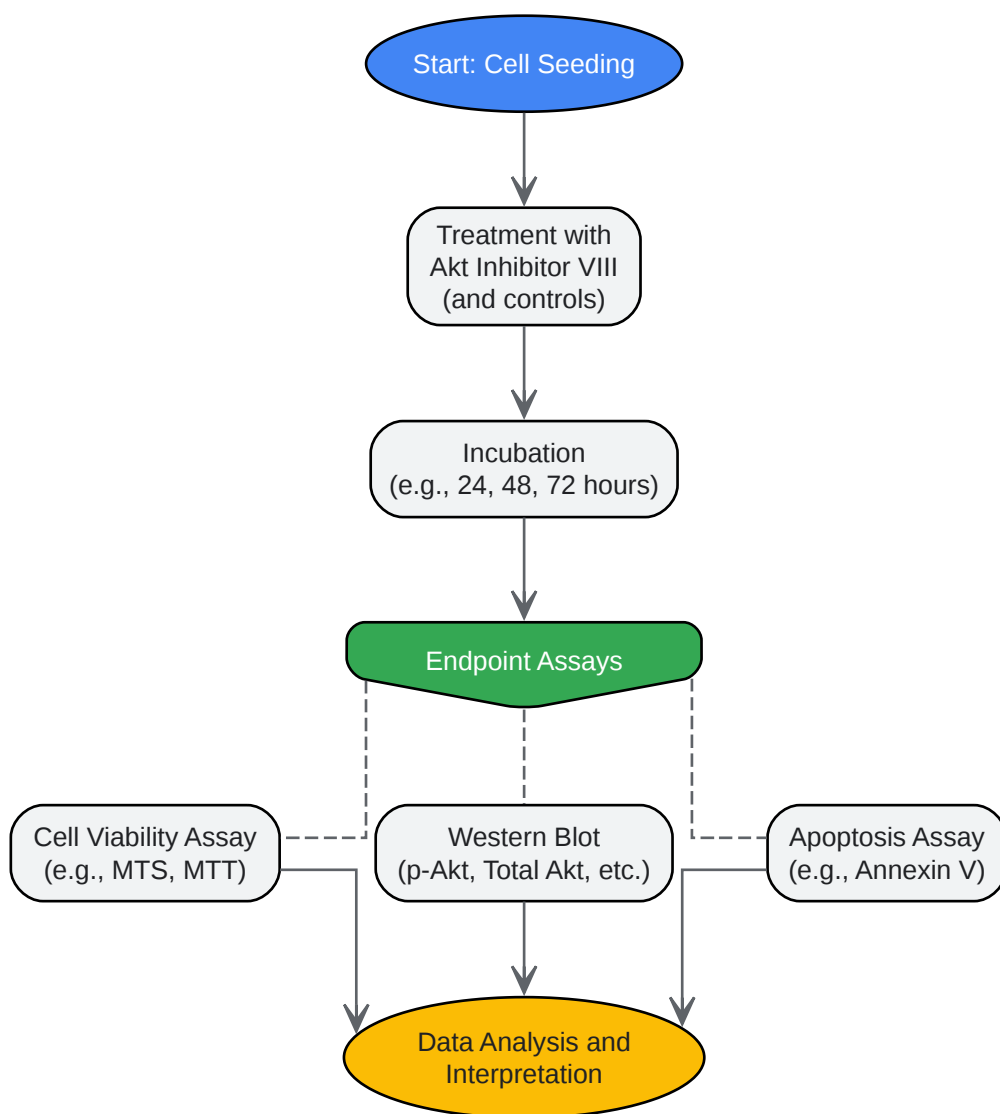 Start: Cell Seeding
Treatment with
Akt Inhibitor VIII
(and controls)
Incubation
(e.g., 24, 48, 72 hours)
Endpoint Assays
Cell Viability Assay
(e.g., MTS, MTT)
Western Blot
(p-Akt, Total Akt, etc.)
Apoptosis Assay
(e.g., Annexin V)
Data Analysis and
Interpretation